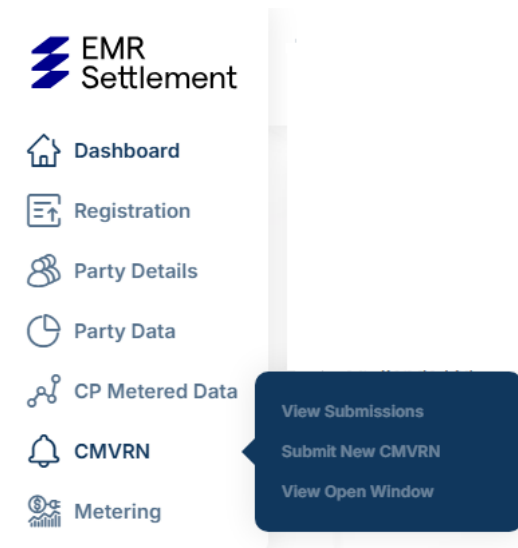 EMR
Settlement
Dashboard
Registration
Party Details
Party Data
CP Metered Data
CMVRN
Metering
View Submissions
Submit New CMVRN
View Open Window